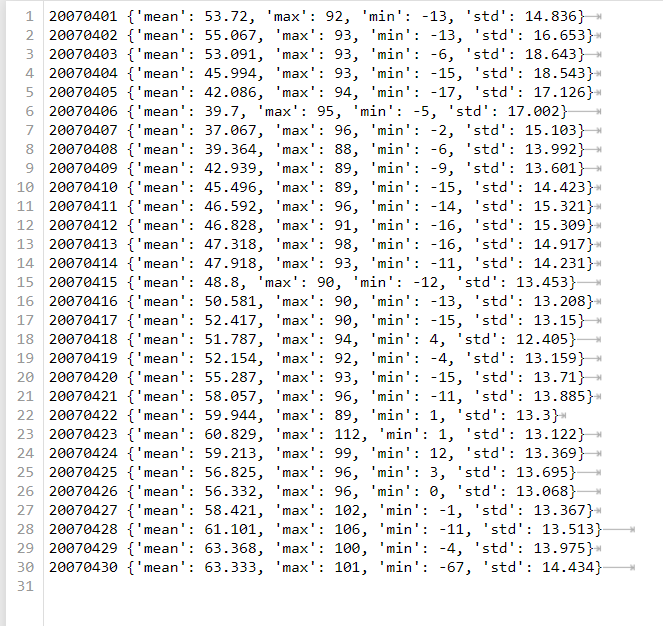 1 20070401 {'mean': 53.72, 'max': 92, 'min': -13, 'std': 14.836}
2 20070402 {'mean': 55.067, 'max': 93, 'min': -13, 'std': 16.653}
3 20070403 {'mean': 53.091, 'max': 93, 'min': -6, 'std': 18.643}
4 20070404 {'mean': 45.994, 'max': 93, 'min': -15, 'std': 18.543}
5 20070405 {'mean': 42.086, 'max': 94, 'min': -17, 'std': 17.126}
6 20070406 {'mean': 39.7, 'max': 95, 'min': -5, 'std': 17.002}
7 20070407 {'mean': 37.067, 'max': 96, 'min': -2, 'std': 15.103}
8 20070408 {'mean': 39.364, 'max': 88, 'min': -6, 'std': 13.992}
9 20070409 {'mean': 42.939, 'max': 89, 'min': -9, 'std': 13.601}
10 20070410 {'mean': 45.496, 'max': 89, 'min': -15, 'std': 14.423}
11 20070411 {'mean': 46.592, 'max': 96, 'min': -14, 'std': 15.321}
12 20070412 {'mean': 46.828, 'max': 91, 'min': -16, 'std': 15.309}
13 20070413 {'mean': 47.318, 'max': 98, 'min': -16, 'std': 14.917}
14 20070414 {'mean': 47.918, 'max': 93, 'min': -11, 'std': 14.231}
15 20070415 {'mean': 48.8, 'max': 90, 'min': -12, 'std': 13.453}
16 20070416 {'mean': 50.581, 'max': 90, 'min': -13, 'std': 13.208}
17 20070417 {'mean': 52.417, 'max': 90, 'min': -15, 'std': 13.15}
18 20070418 {'mean': 51.787, 'max': 94, 'min': 4, 'std': 12.405}
19 20070419 {'mean': 52.154, 'max': 92, 'min': -4, 'std': 13.159}
20 20070420 {'mean': 55.287, 'max': 93, 'min': -15, 'std': 13.71}
21 20070421 {'mean': 58.057, 'max': 96, 'min': -11, 'std': 13.885}
22 20070422 {'mean': 59.944, 'max': 89, 'min': 1, 'std': 13.3}
23 20070423 {'mean': 60.829, 'max': 112, 'min': 1, 'std': 13.122}
24 20070424 {'mean': 59.213, 'max': 99, 'min': 12, 'std': 13.369}
25 20070425 {'mean': 56.825, 'max': 96, 'min': 3, 'std': 13.695}
26 20070426 {'mean': 56.332, 'max': 96, 'min': 0, 'std': 13.068}
27 20070427 {'mean': 58.421, 'max': 102, 'min': -1, 'std': 13.367}
28 20070428 {'mean': 61.101, 'max': 106, 'min': -11, 'std': 13.513}
29 20070429 {'mean': 63.368, 'max': 100, 'min': -4, 'std': 13.975}
30 20070430 {'mean': 63.333, 'max': 101, 'min': -67, 'std': 14.434}
31